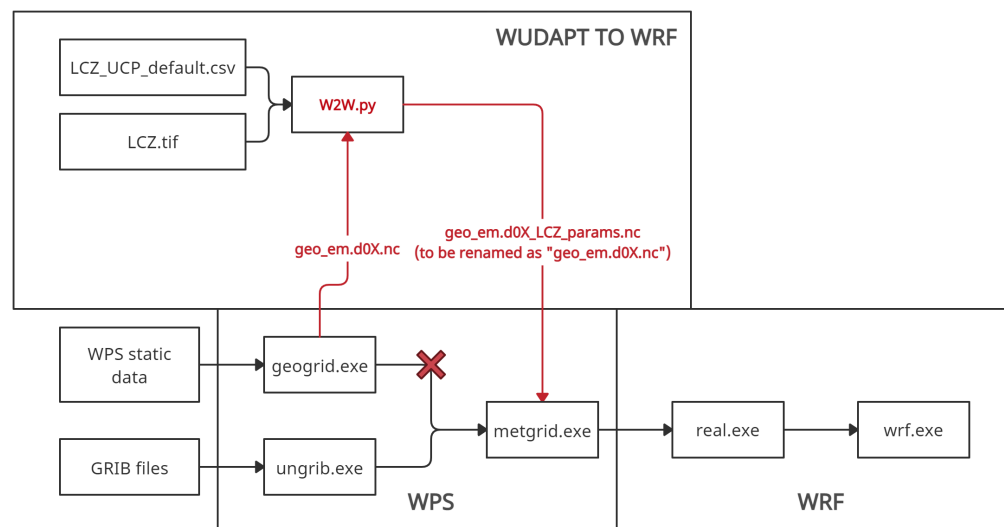 WUDAPT TO WRF
LCZ_UCP_default.csv
W2W.py
LCZ.tif
geo_em.d0X.nc
geo_em.d0X_LCZ_params.nc
(to be renamed as "geo_em.d0X.nc")
WPS static
data
geogrid.exe
metgrid.exe
real.exe
wrf.exe
GRIB files
ungrib.exe
WPS
WRF